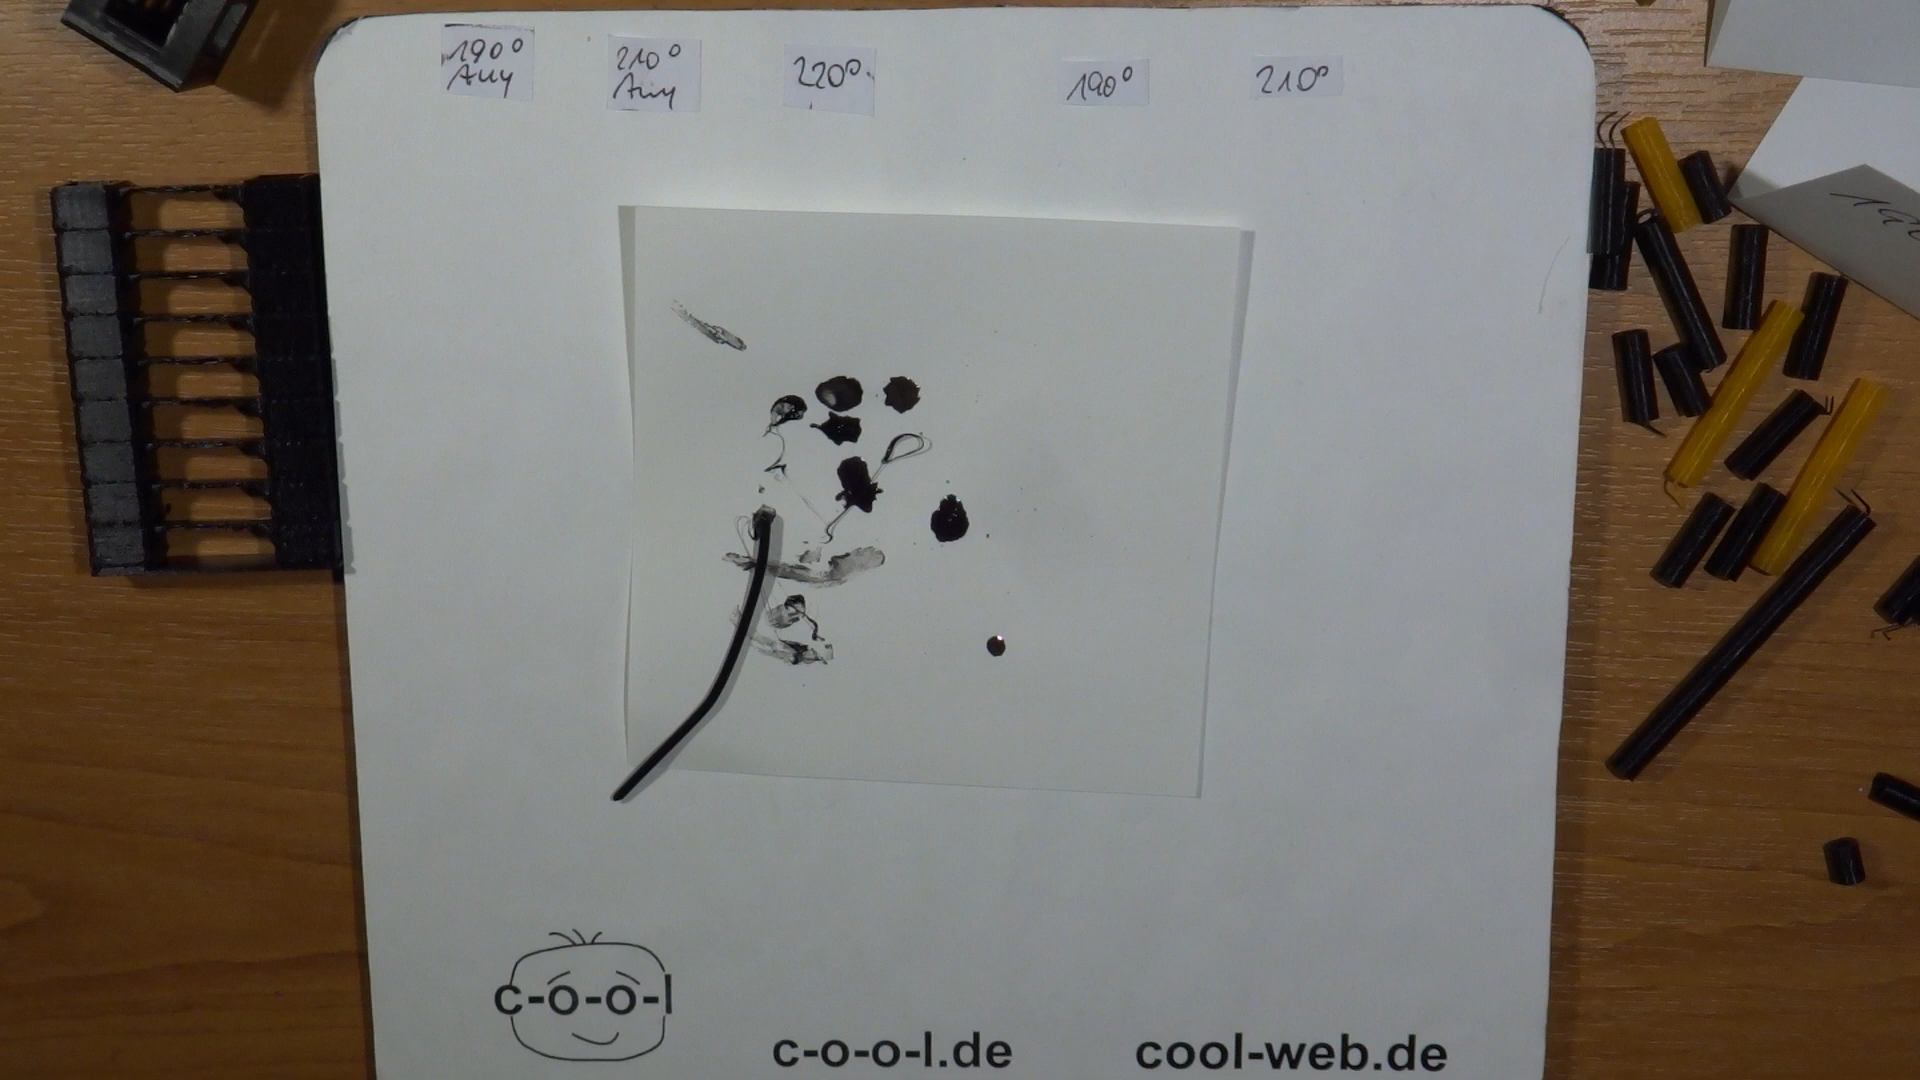 190°
Any
210°
Any
220°
190°
210°
c-o-o-l
c-o-o-l.de
cool-web.de